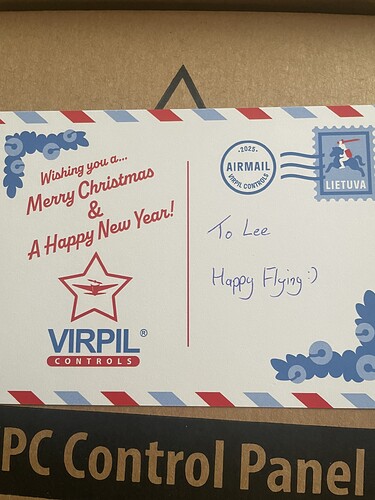 Wishing you a...
Merry Christmas
&
A Happy New Year!
VIRPIL®
CONTROLS
·2025·
AIRMAIL
VIRPIL CONTROLS
LIETUVA
To Lee
Happy Flying :)
PC Control Panel